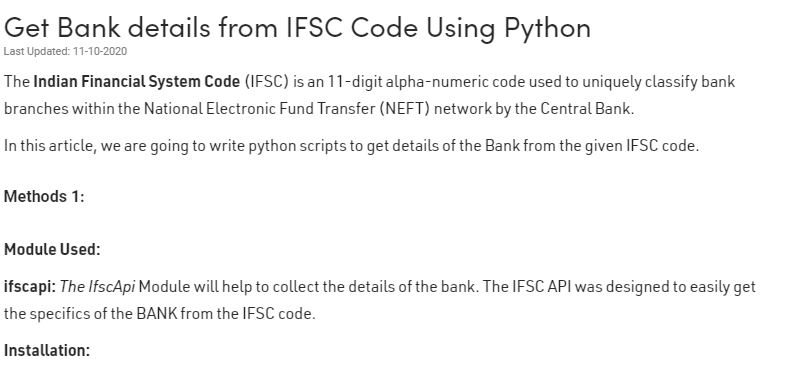 Get Bank details from IFSC Code Using Python
Last Updated: 11-10-2020
The Indian Financial System Code (IFSC) is an 11-digit alpha-numeric code used to uniquely classify bank
branches within the National Electronic Fund Transfer (NEFT) network by the Central Bank.
In this article, we are going to write python scripts to get details of the Bank from the given IFSC code.
Methods 1:
Module Used:
ifscapi: The IfscApi Module will help to collect the details of the bank. The IFSC API was designed to easily get
the specifics of the BANK from the IFSC code.
Installation: